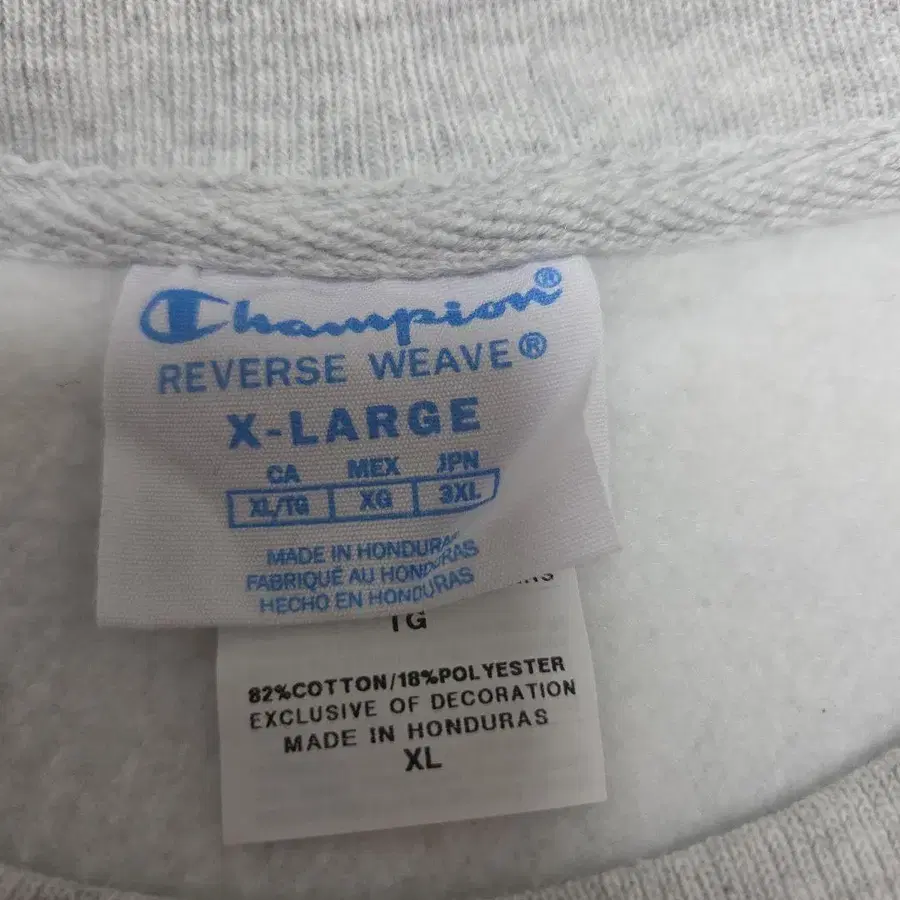 Champion®
REVERSE WEAVE®
X-LARGE
CA MEX JPN
XL/TG XG 3XL
MADE IN HONDURAS
FABRIQUÉ AU HONDURAS
HECHO EN HONDURAS
TG
82%COTTON/18%POLYESTER
EXCLUSIVE OF DECORATION
MADE IN HONDURAS
XL